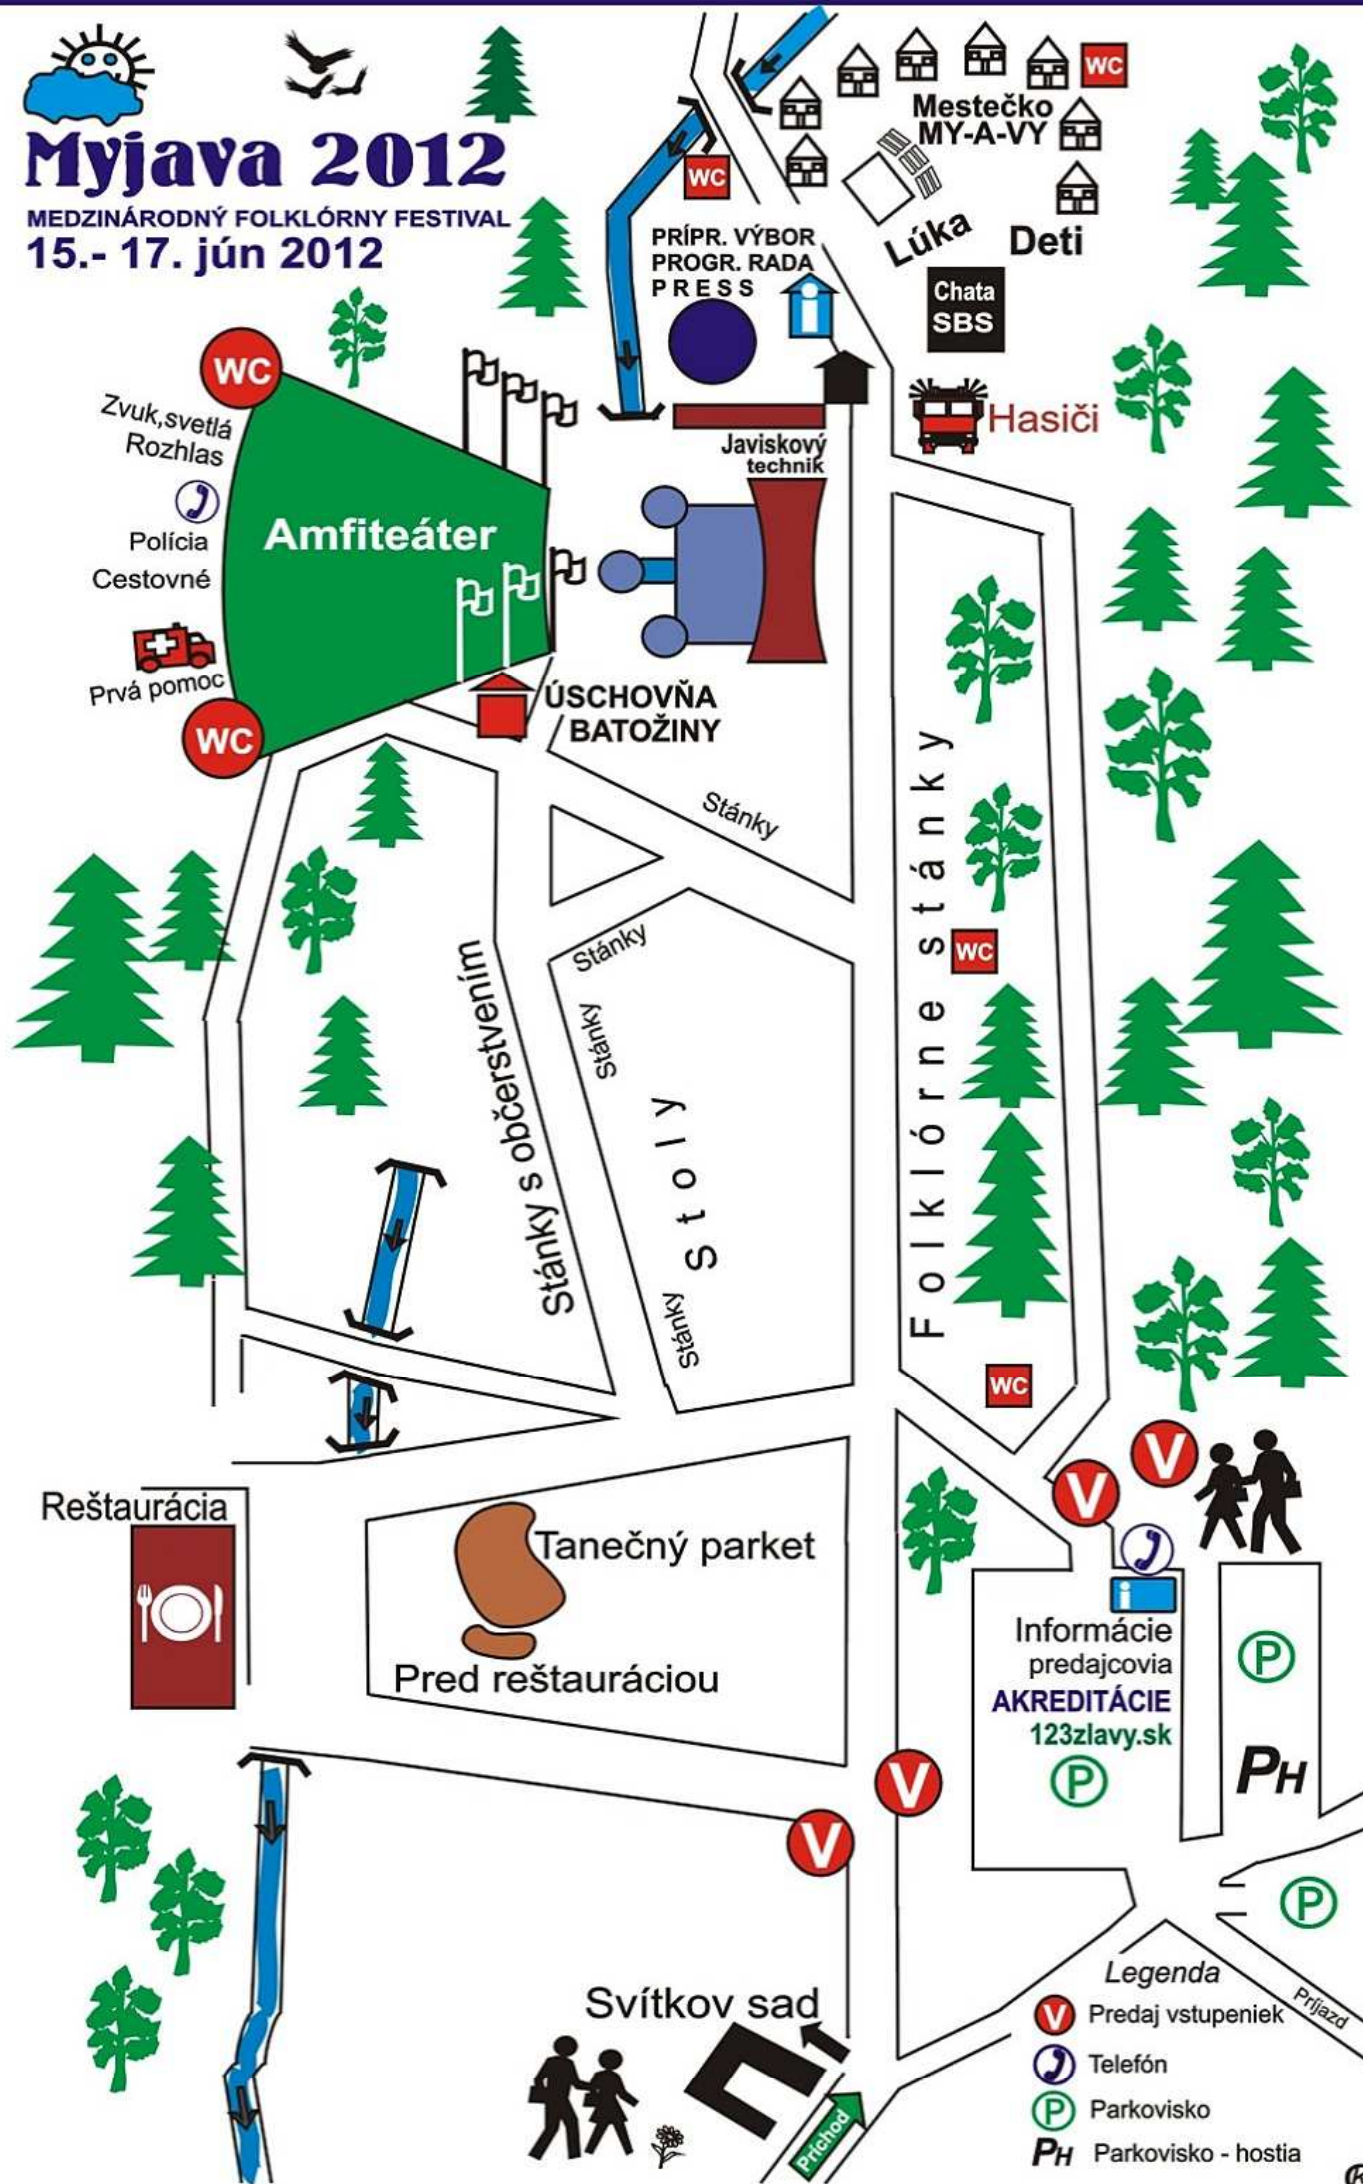 Myjava 2012
MEDZINÁRODNÝ FOLKLÓRNY FESTIVAL
15.- 17. jún 2012
WC
Mestečko
MY-A-VY
WC
Lúka
Deti
PRÍPR. VÝBOR
PROGR. RADA
PRESS
i
Chata
SBS
Hasiči
WC
Zvuk,svetlá
Rozhlas
Polícia
Cestovné
Prvá pomoc
WC
Amfiteáter
Javiskový
technik
ÚSCHOVŇA
BATOŽINY
Stánky
Stánky
Stánky
Stánky
Stánky s občerstvením
Stoly
Folklórne stánky
WC
WC
Reštaurácia
Tanečný parket
Pred reštauráciou
V
V
i
Informácie
predajcovia
AKREDITÁCIE
123zlavy.sk
P
P
PH
V
V
P
Svítkov sad
Príchod
Príjazd
Legenda
V Predaj vstupeniek
Telefón
P Parkovisko
PH Parkovisko - hostia